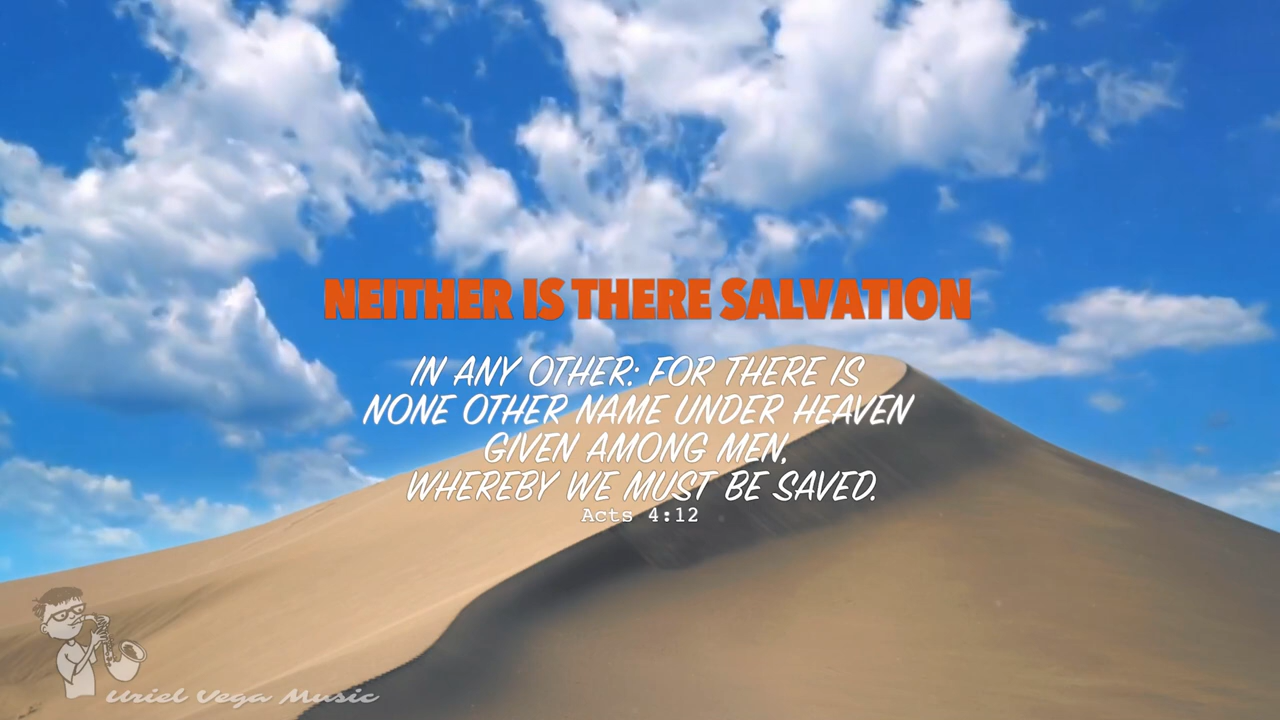 NEITHER IS THERE SALVATION
IN ANY OTHER: FOR THERE IS
NONE OTHER NAME UNDER HEAVEN
GIVEN AMONG MEN,
WHEREBY WE MUST BE SAVED.
Acts 4:12
Uriel Vega Music